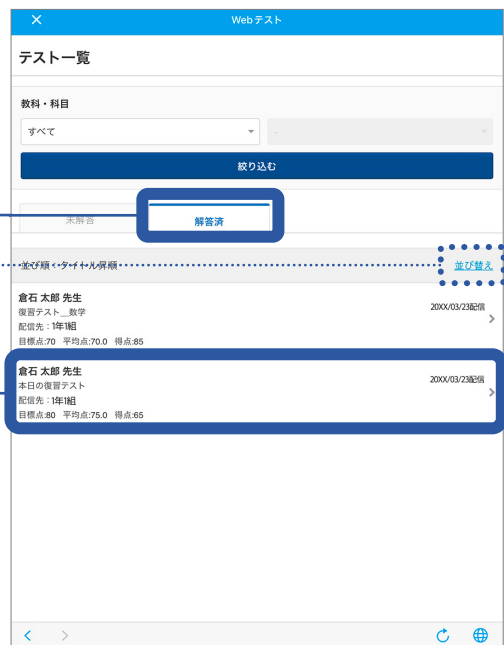 Webテスト
テスト一覧
教科・科目
すべて
-
絞り込む
未解答
解答済
並び順：タイトル昇順
並び替え
倉石 太郎 先生
復習テスト＿数学
20XX/03/23配信
配信先：1年1組
目標点:70 平均点:70.0 得点:85
倉石 太郎 先生
本日の復習テスト
20XX/03/23配信
配信先：1年1組
目標点:80 平均点:75.0 得点:65